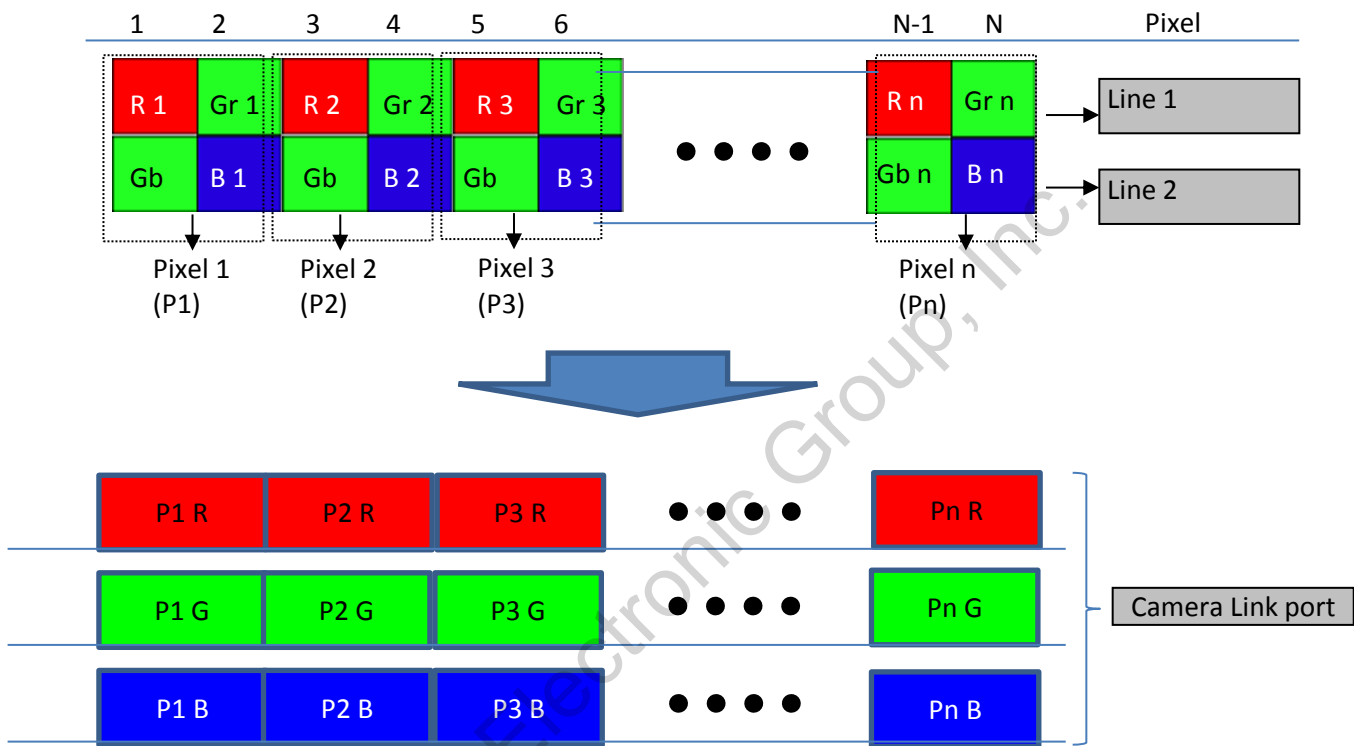 1 2 3 4 5 6 N-1 N Pixel
R 1 Gr 1 R 2 Gr 2 R 3 Gr 3 R n Gr n Line 1
Gb B 1 Gb B 2 Gb B 3 Gb n B n Line 2
Pixel 1 Pixel 2 Pixel 3 Pixel n
(P1) (P2) (P3) (Pn)
P1 R P2 R P3 R Pn R
P1 G P2 G P3 G Pn G
Camera Link port
P1 B P2 B P3 B Pn B
Electronic Group, Inc.